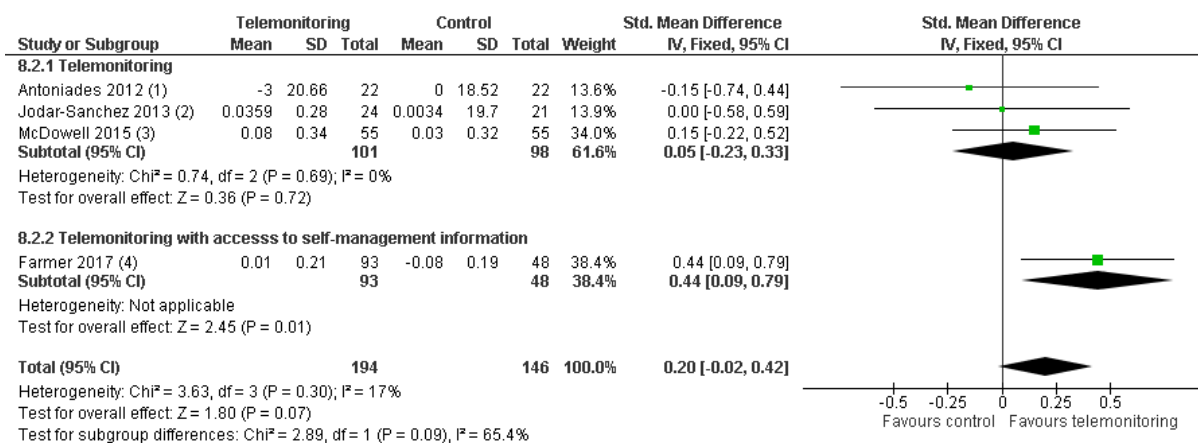 Telemonitoring Control Std. Mean Difference Std. Mean Difference
Study or Subgroup Mean SD Total Mean SD Total Weight IV, Fixed, 95% CI IV, Fixed, 95% CI
8.2.1 Telemonitoring
Antoniades 2012 (1) -3 20.66 22 0 18.52 22 13.6% -0.15 [-0.74, 0.44]
Jodar-Sanchez 2013 (2) 0.0359 0.28 24 0.0034 19.7 21 13.9% 0.00 [-0.58, 0.59]
McDowell 2015 (3) 0.08 0.34 55 0.03 0.32 55 34.0% 0.15 [-0.22, 0.52]
Subtotal (95% CI) 101 98 61.6% 0.05 [-0.23, 0.33]
Heterogeneity: Chi² = 0.74, df = 2 (P = 0.69); I² = 0%
Test for overall effect: Z = 0.36 (P = 0.72)
8.2.2 Telemonitoring with accesss to self-management information
Farmer 2017 (4) 0.01 0.21 93 -0.08 0.19 48 38.4% 0.44 [0.09, 0.79]
Subtotal (95% CI) 93 48 38.4% 0.44 [0.09, 0.79]
Heterogeneity: Not applicable
Test for overall effect: Z = 2.45 (P = 0.01)
Total (95% CI) 194 146 100.0% 0.20 [-0.02, 0.42]
Heterogeneity: Chi² = 3.63, df = 3 (P = 0.30); I² = 17%
Test for overall effect: Z = 1.80 (P = 0.07)
Test for subgroup differences: Chi² = 2.89, df = 1 (P = 0.09), I² = 65.4%
-0.5 -0.25 0 0.25 0.5
Favours control Favours telemonitoring